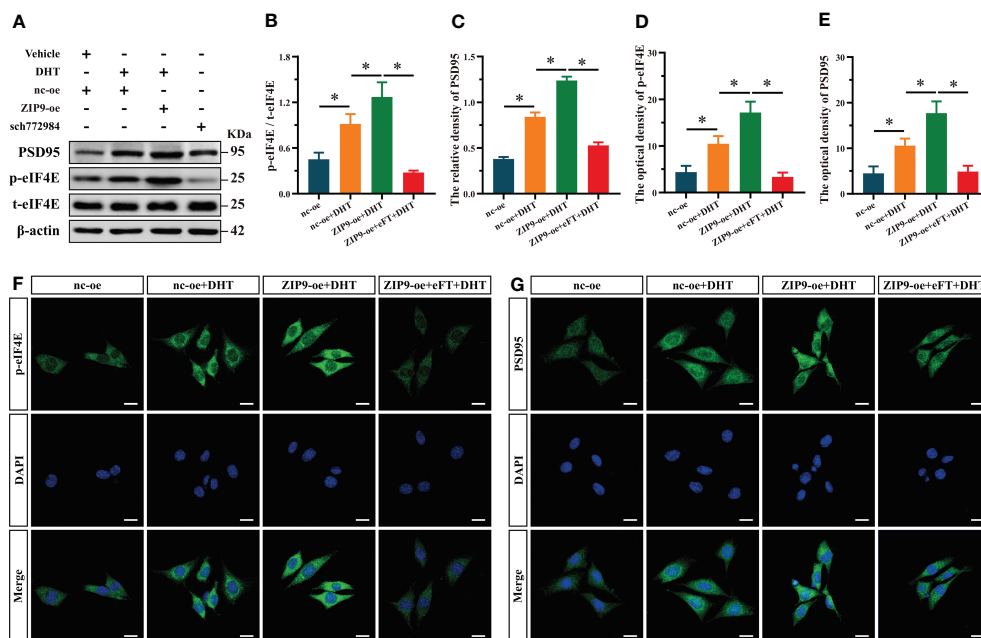 A
Vehicle + - - -
DHT - + + -
nc-oe + + - -
ZIP9-oe - - + -
sch772984 - - - +
KDa
PSD95 95
p-eIF4E 25
t-eIF4E 25
β-actin 42
B
p-eIF4E / t-eIF4E
1.8
1.2
0.6
0.0
* * *
nc-oe
nc-oe+DHT
ZIP9-oe+DHT
ZIP9-oe+eFT+DHT
C
The relative density of PSD95
1.5
1.2
0.9
0.6
0.3
0.0
* * *
nc-oe
nc-oe+DHT
ZIP9-oe+DHT
ZIP9-oe+eFT+DHT
D
The optical density of p-eIF4E
30
20
10
0
* * *
nc-oe
nc-oe+DHT
ZIP9-oe+DHT
ZIP9-oe+eFT+DHT
E
The optical density of PSD95
30
20
10
0
* * *
nc-oe
nc-oe+DHT
ZIP9-oe+DHT
ZIP9-oe+eFT+DHT
F
nc-oe nc-oe+DHT ZIP9-oe+DHT ZIP9-oe+eFT+DHT
p-eIF4E
DAPI
Merge
G
nc-oe nc-oe+DHT ZIP9-oe+DHT ZIP9-oe+eFT+DHT
PSD95
DAPI
Merge